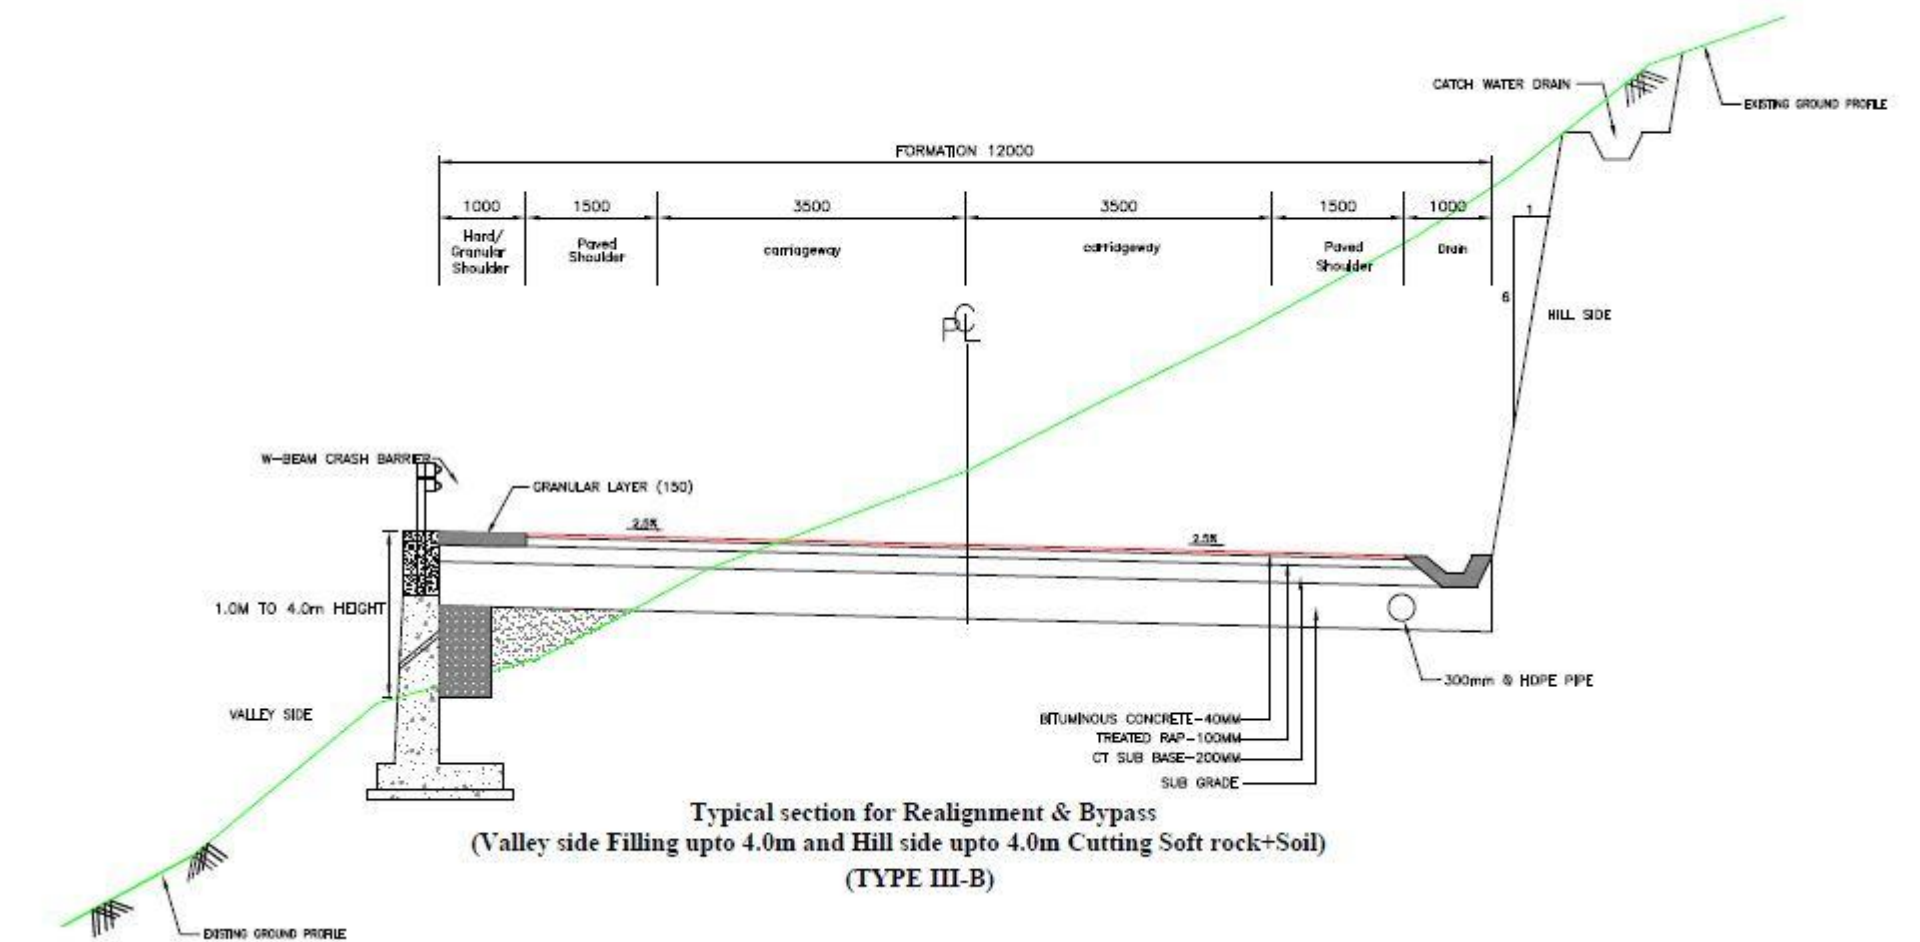 CATCH WATER DRAIN
EXISTING GROUND PROFILE
FORMATION 12000
1000
1500
3500
3500
1500
1000
Hard/
Granular
Shoulder
Paved
Shoulder
carriageway
carridgeway
Paved
Shoulder
Drain
1
6
HILL SIDE
P
CL
W-BEAM CRASH BARRIER
GRANULAR LAYER (150)
2.5%
2.5%
1.0M TO 4.0m HEIGHT
VALLEY SIDE
300mm Ø HDPE PIPE
BITUMINOUS CONCRETE-40MM
TREATED RAP-100MM
CT SUB BASE-200MM
SUB GRADE
Typical section for Realignment & Bypass
(Valley side Filling upto 4.0m and Hill side upto 4.0m Cutting Soft rock+Soil)
(TYPE III-B)
EXISTING GROUND PROFILE